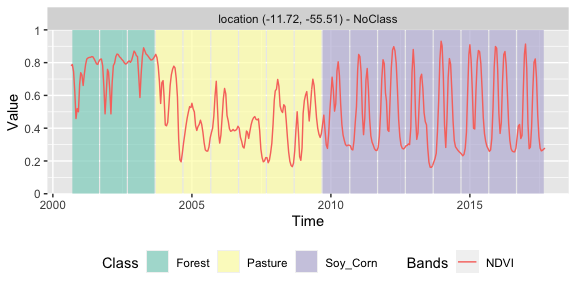 location (-11.72, -55.51) - NoClass
1
0.8
0.6
0.4
0.2
0
Value
2000
2005
2010
2015
Time
Class
Forest
Pasture
Soy_Corn
Bands
NDVI